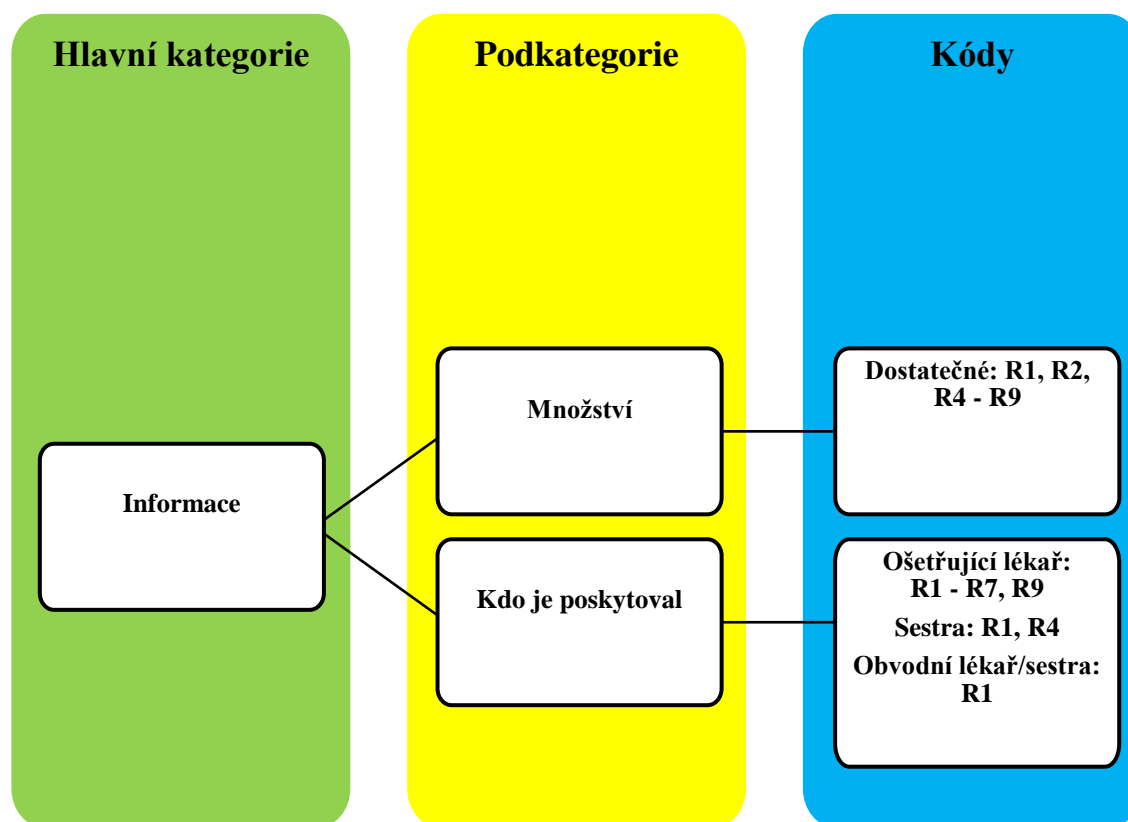 Hlavní kategorie
Podkategorie
Kódy
Informace
Množství
Kdo je poskytoval
Dostatečné: R1, R2,
R4 - R9
Ošetřující lékař:
R1 - R7, R9
Sestra: R1, R4
Obvodní lékař/sestra:
R1